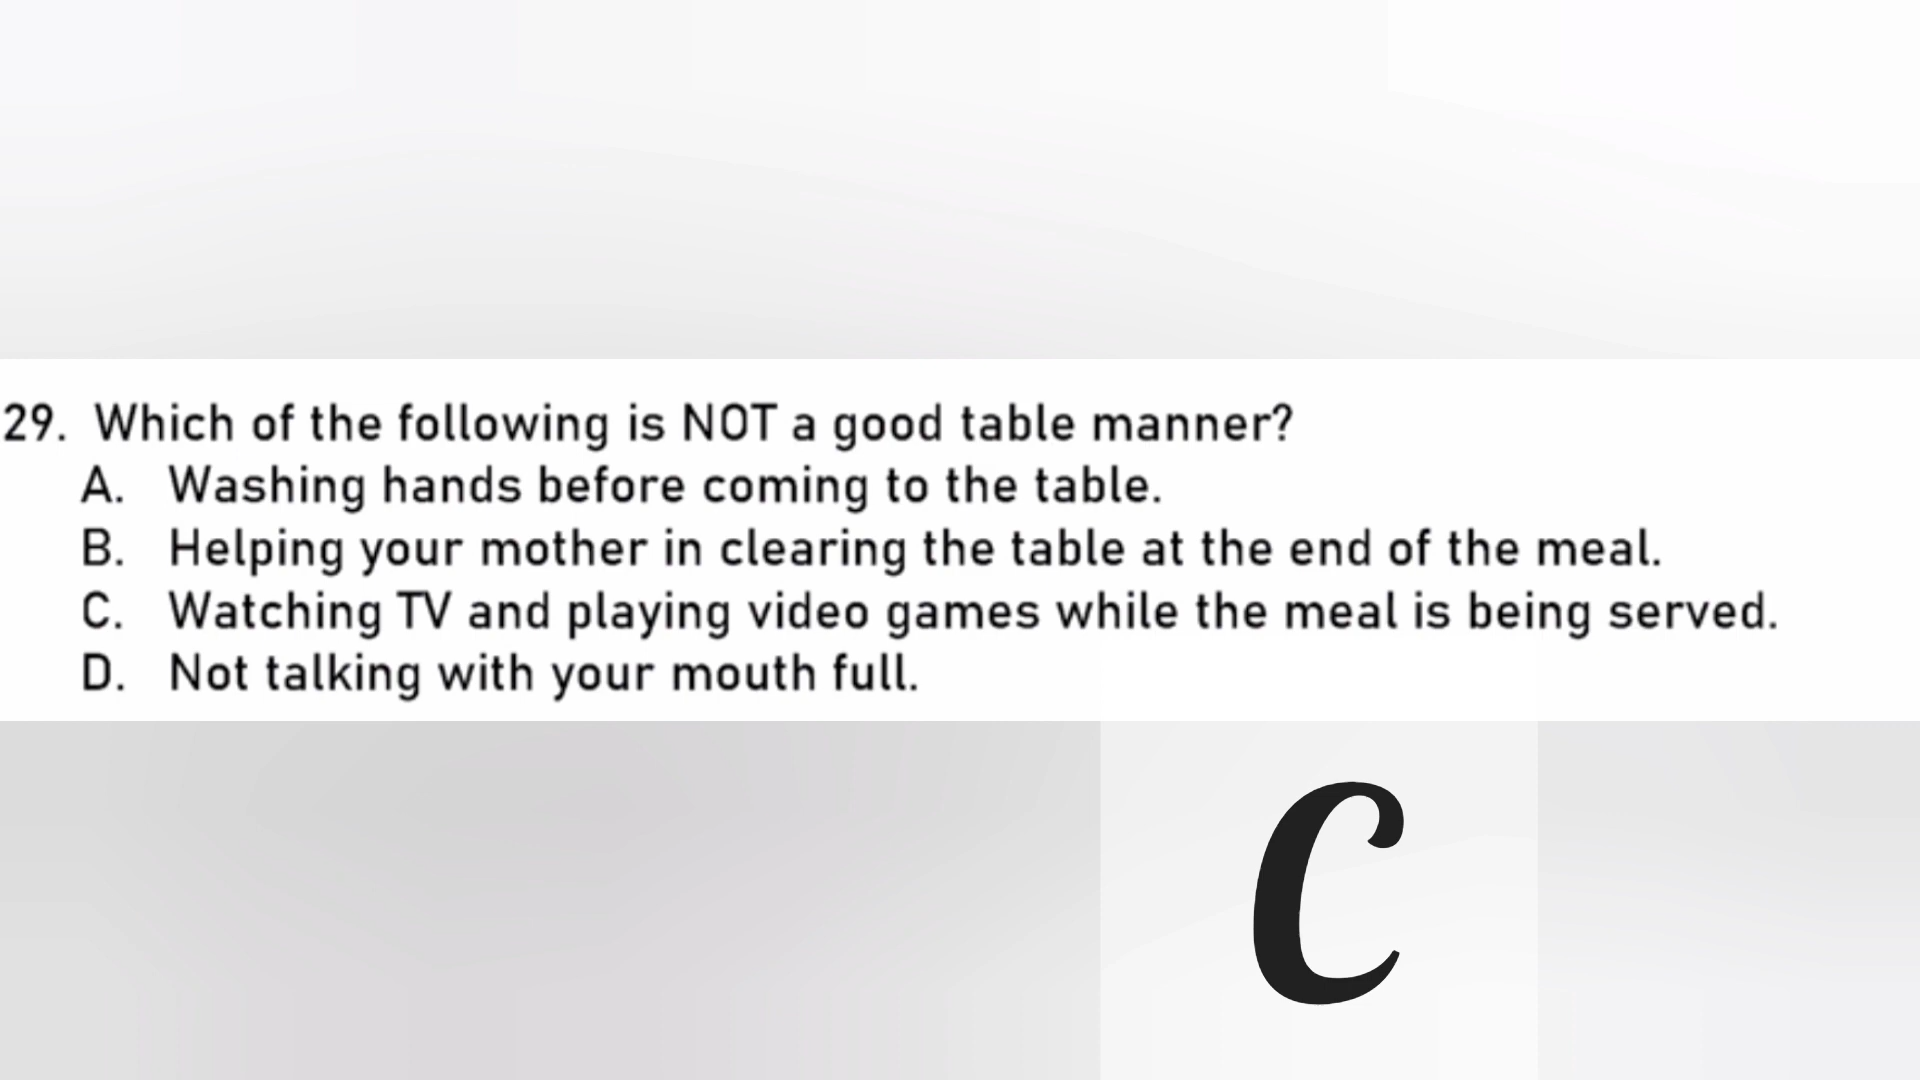 29. Which of the following is NOT a good table manner?
A. Washing hands before coming to the table.
B. Helping your mother in clearing the table at the end of the meal.
C. Watching TV and playing video games while the meal is being served.
D. Not talking with your mouth full.
C